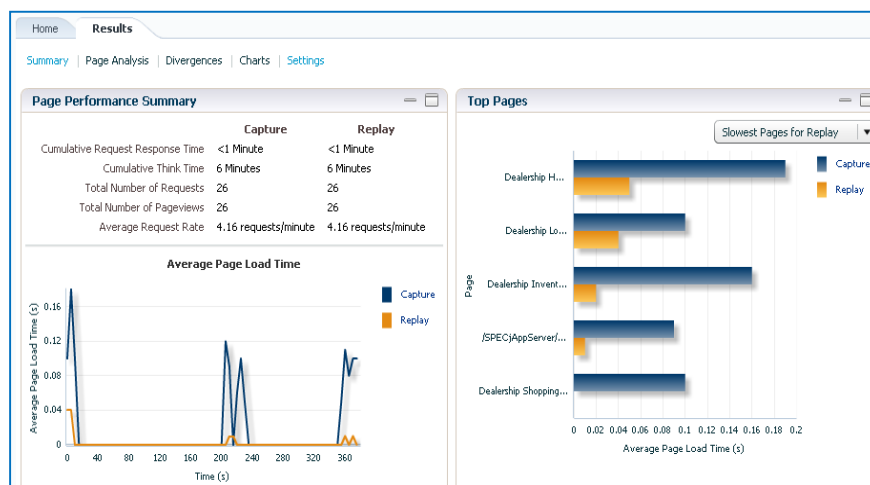 Home Results
Summary | Page Analysis | Divergences | Charts | Settings
Page Performance Summary
Capture Replay
Cumulative Request Response Time <1 Minute <1 Minute
Cumulative Think Time 6 Minutes 6 Minutes
Total Number of Requests 26 26
Total Number of Pageviews 26 26
Average Request Rate 4.16 requests/minute 4.16 requests/minute
Average Page Load Time
Capture
Replay
Average Page Load Time (s)
0.16
0.12
0.08
0.04
0
0 40 80 120 160 200 240 280 320 360
Time (s)
Top Pages
Slowest Pages for Replay
Capture
Replay
Page
Dealership H...
Dealership Lo...
Dealership Invent...
/SPECjAppServer/...
Dealership Shopping...
0 0.02 0.04 0.06 0.08 0.1 0.12 0.14 0.16 0.18 0.2
Average Page Load Time (s)